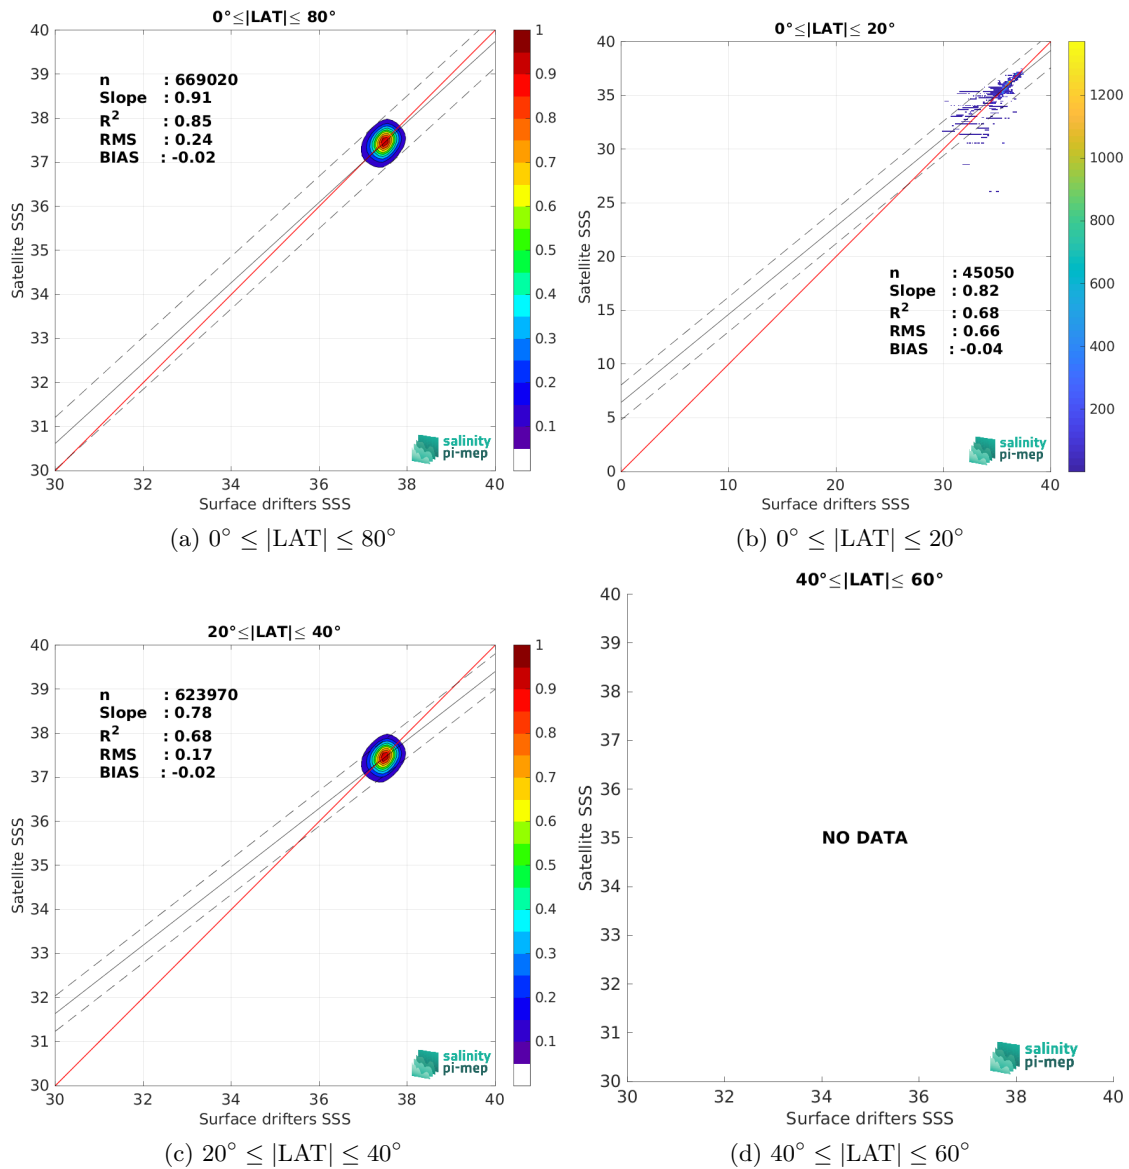 0°≤|LAT|≤ 80°
40
39
38
37
36
35
34
33
32
31
30
Satellite SSS
n : 669020
Slope : 0.91
R2 : 0.85
RMS : 0.24
BIAS : -0.02
salinity
pi-mep
30 32 34 36 38 40
Surface drifters SSS
1
0.9
0.8
0.7
0.6
0.5
0.4
0.3
0.2
0.1
(a) 0° ≤ |LAT| ≤ 80°
0°≤|LAT|≤ 20°
40
35
30
25
20
15
10
5
0
Satellite SSS
n : 45050
Slope : 0.82
R2 : 0.68
RMS : 0.66
BIAS : -0.04
salinity
pi-mep
0 10 20 30 40
Surface drifters SSS
1200
1000
800
600
400
200
(b) 0° ≤ |LAT| ≤ 20°
20°≤|LAT|≤ 40°
40
39
38
37
36
35
34
33
32
31
30
Satellite SSS
n : 623970
Slope : 0.78
R2 : 0.68
RMS : 0.17
BIAS : -0.02
salinity
pi-mep
30 32 34 36 38 40
Surface drifters SSS
1
0.9
0.8
0.7
0.6
0.5
0.4
0.3
0.2
0.1
(c) 20° ≤ |LAT| ≤ 40°
40°≤|LAT|≤ 60°
40
39
38
37
36
35
34
33
32
31
30
Satellite SSS
NO DATA
salinity
pi-mep
30 32 34 36 38 40
Surface drifters SSS
(d) 40° ≤ |LAT| ≤ 60°